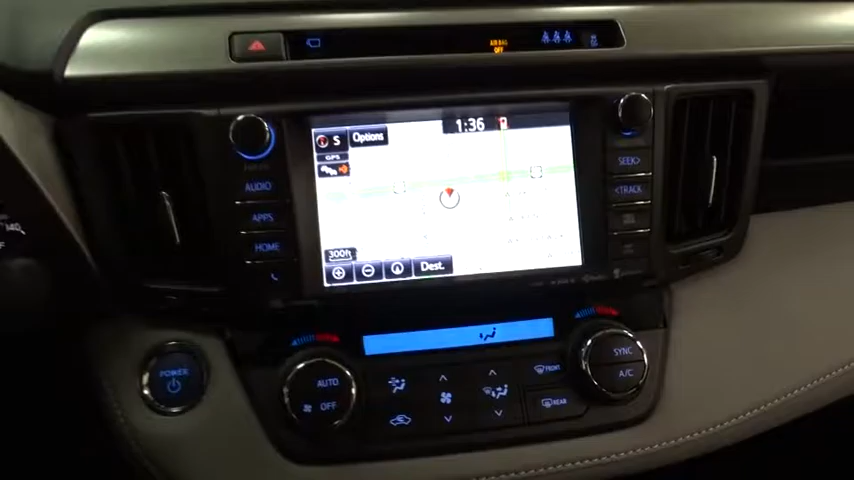 AIR BAG
OFF
S
Options
1:36
GPS
AUDIO
APPS
HOME
SEEK>
<TRACK
300ft
Dest.
POWER
AUTO
OFF
FRONT
REAR
SYNC
A/C